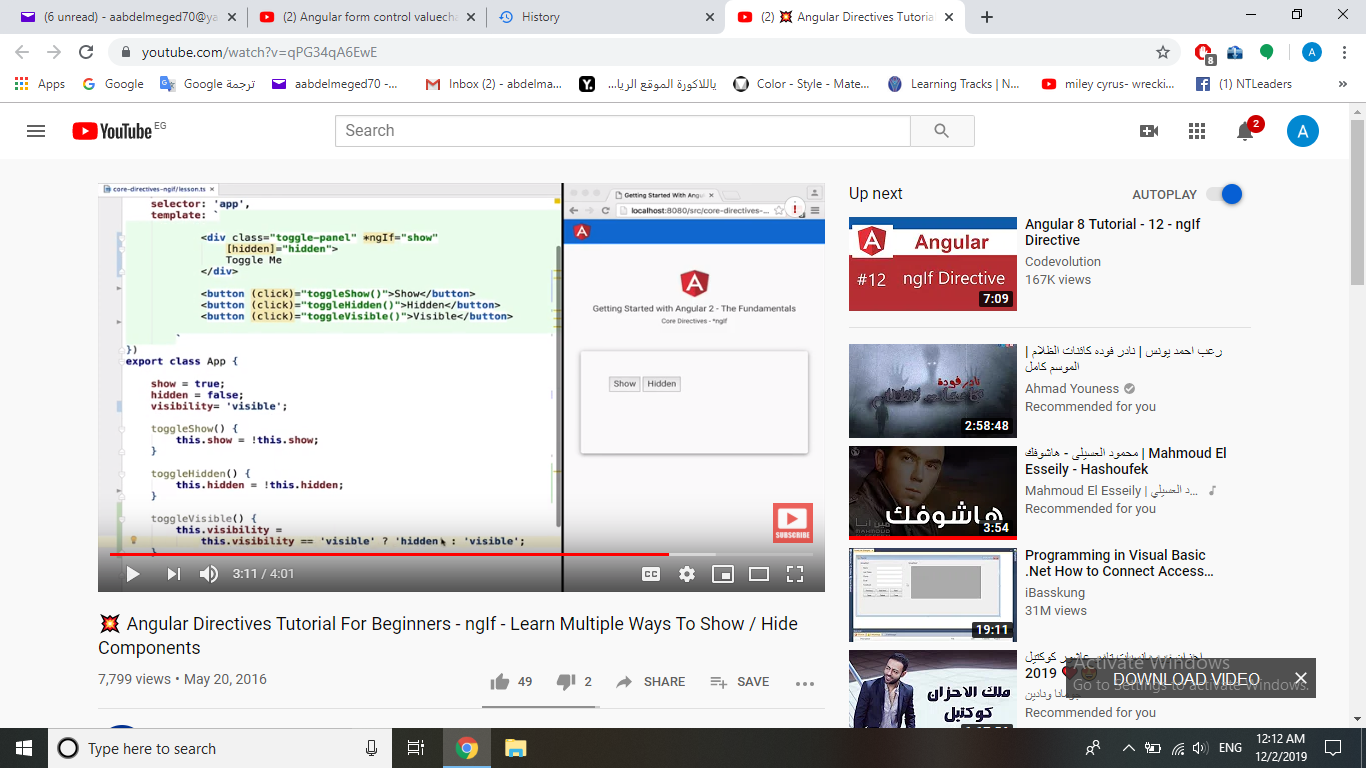 (6 unread) - aabdelmeged70@ya
(2) Angular form control valuecha
History
(2) 💥 Angular Directives Tutoria
youtube.com/watch?v=qPG34qA6EwE
8
A
Apps
Google
Google ترجمة
aabdelmeged70 -...
Inbox (2) - abdelma...
ياللاكورة الموقع الريا...
Color - Style - Mate...
Learning Tracks | N...
miley cyrus- wrecki...
(1) NTLeaders
»
YouTube EG
Search
2
A
core-directives-ngif/lesson.ts
selector: 'app',
template: `
<div class="toggle-panel" *ngIf="show"
[hidden]="hidden">
Toggle Me
</div>
<button (click)="toggleShow()">Show</button>
<button (click)="toggleHidden()">Hidden</button>
<button (click)="toggleVisible()">Visible</button>
`
})
export class App {
show = true;
hidden = false;
visibility= 'visible';
toggleShow() {
this.show = !this.show;
}
toggleHidden() {
this.hidden = !this.hidden;
}
toggleVisible() {
this.visibility =
this.visibility == 'visible' ? 'hidden' : 'visible';
}
Getting Started With Angu
localhost:8080/src/core-directives-...
Getting Started with Angular 2 - The Fundamentals
Core Directives - *ngIf
Show
Hidden
SUBSCRIBE
3:11 / 4:01
CC
💥 Angular Directives Tutorial For Beginners - ngIf - Learn Multiple Ways To Show / Hide
Components
7,799 views • May 20, 2016
49
2
SHARE
SAVE
Up next
AUTOPLAY
Angular
#12 ngIf Directive
7:09
Angular 8 Tutorial - 12 - ngIf
Directive
Codevolution
167K views
نادر فودة
2:58:48
رعب احمد يونس | نادر فوده كائنات الظلام |
الموسم كامل
Ahmad Youness
Recommended for you
هاشوفك
3:54
محمود العسيلى - هاشوفك | Mahmoud El
Esseily - Hashoufek
Mahmoud El Esseily | د العسيلي...
Recommended for you
19:11
Programming in Visual Basic
.Net How to Connect Access…
iBasskung
31M views
ملك الاحزان
كوكتيل
2019
Recommended for you
Activate Windows
Go to Settings to activate Windows.
DOWNLOAD VIDEO
Type here to search
ENG
12:12 AM
12/2/2019